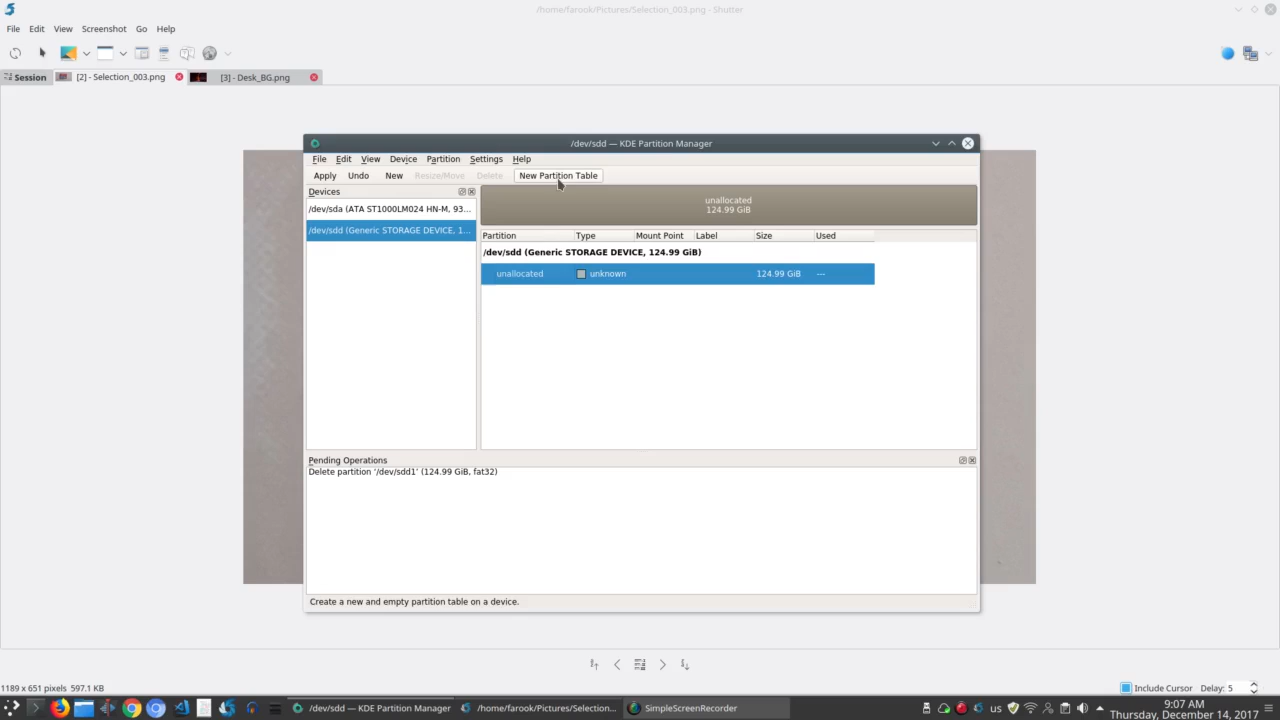 /home/farook/Pictures/Selection_003.png - Shutter
File Edit View Screenshot Go Help
Session [2] - Selection_003.png [3] - Desk_BG.png
/dev/sdd — KDE Partition Manager
File Edit View Device Partition Settings Help
Apply Undo New Resize/Move Delete New Partition Table
Devices
/dev/sda (ATA ST1000LM024 HN-M, 93...
/dev/sdd (Generic STORAGE DEVICE, 1...
unallocated
124.99 GiB
Partition Type Mount Point Label Size Used
/dev/sdd (Generic STORAGE DEVICE, 124.99 GiB)
unallocated unknown 124.99 GiB ---
Pending Operations
Delete partition ‘/dev/sdd1’ (124.99 GiB, fat32)
Create a new and empty partition table on a device.
1189 x 651 pixels 597.1 KB
Include Cursor Delay: 5
/dev/sdd — KDE Partition Manager
/home/farook/Pictures/Selection...
SimpleScreenRecorder
us
9:07 AM
Thursday, December 14, 2017